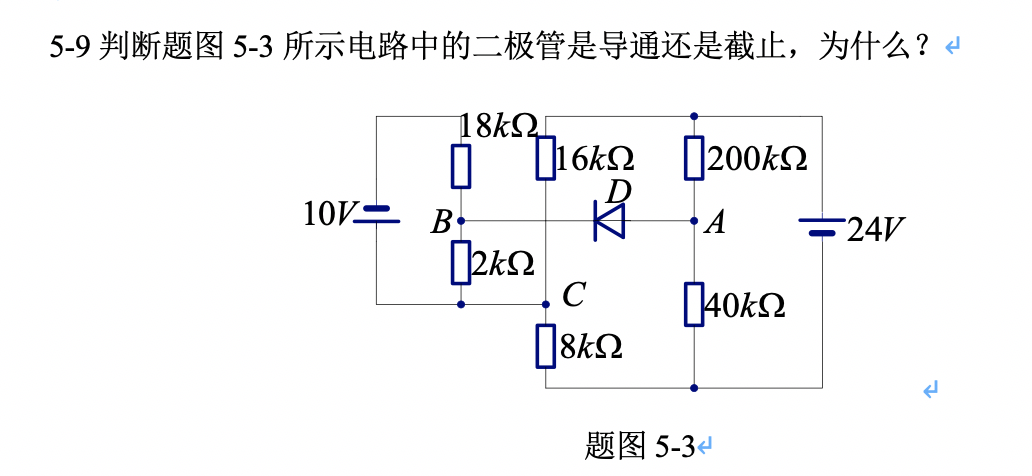 5-9 判断题图 5-3 所示电路中的二极管是导通还是截止，为什么？
18kΩ
16kΩ
200kΩ
D
10V
B
A
24V
2kΩ
C
40kΩ
8kΩ
题图 5-3